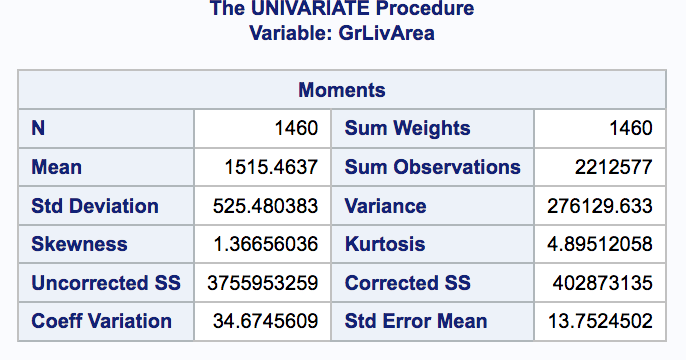 The UNIVARIATE Procedure
Variable: GrLivArea
Moments
N 1460 Sum Weights 1460
Mean 1515.4637 Sum Observations 2212577
Std Deviation 525.480383 Variance 276129.633
Skewness 1.36656036 Kurtosis 4.89512058
Uncorrected SS 3755953259 Corrected SS 402873135
Coeff Variation 34.6745609 Std Error Mean 13.7524502